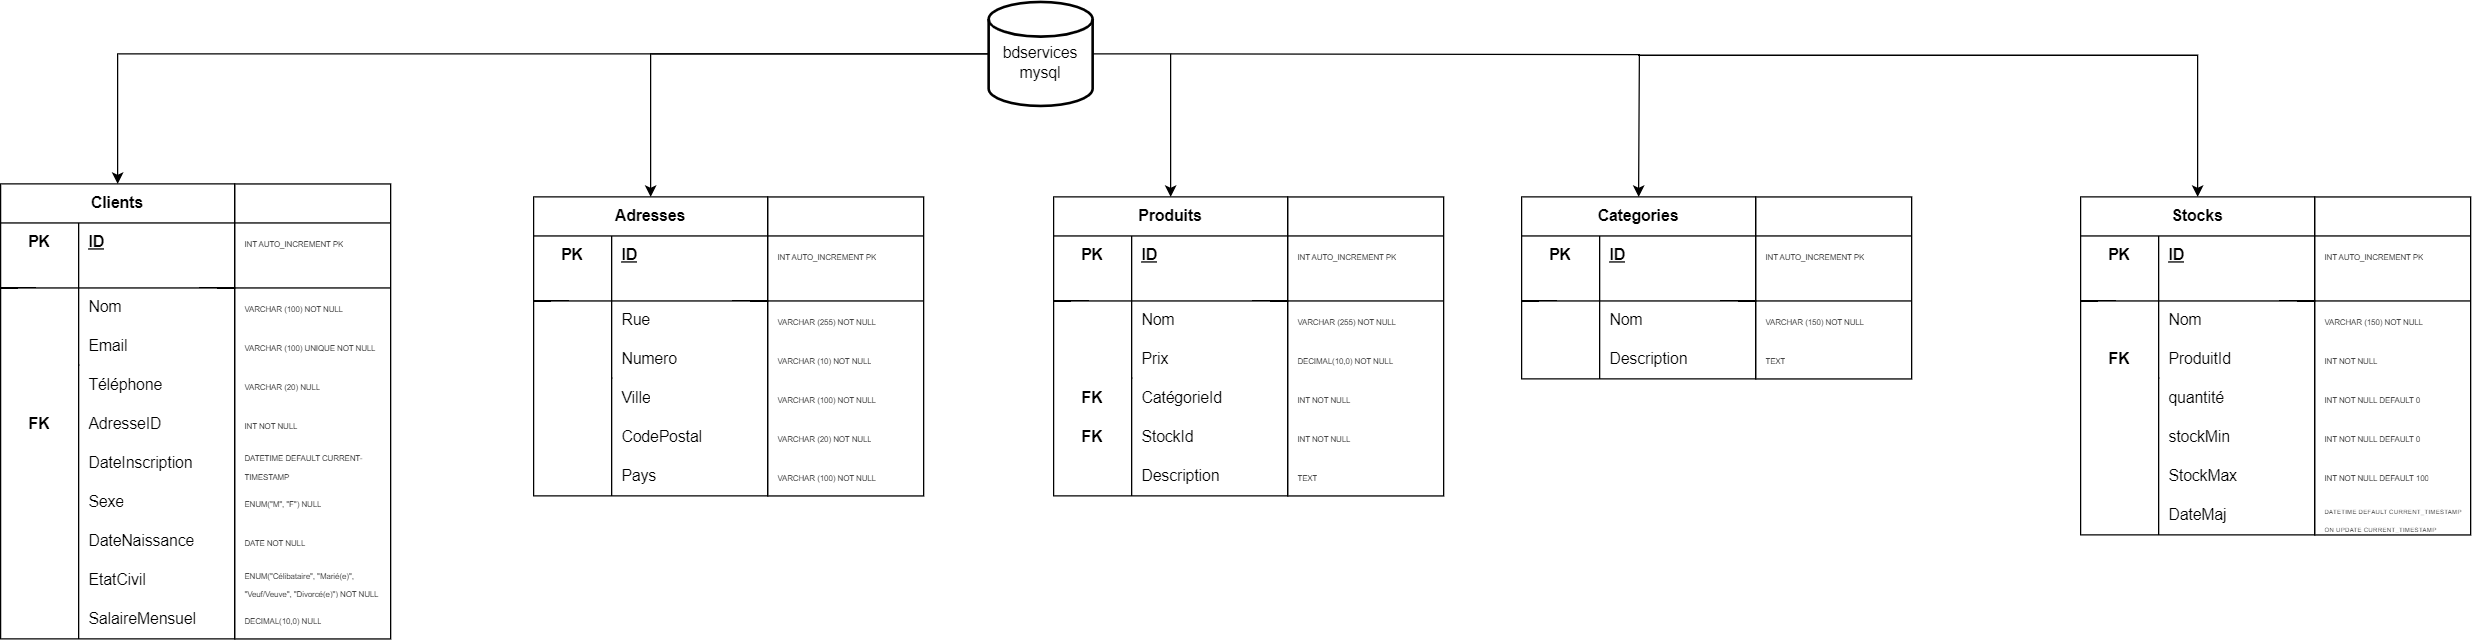 bdservices
mysql
Clients
PK ID INT AUTO_INCREMENT PK
Nom VARCHAR (100) NOT NULL
Email VARCHAR (100) UNIQUE NOT NULL
Téléphone VARCHAR (20) NULL
FK AdresseID INT NOT NULL
DateInscription DATETIME DEFAULT CURRENT-
TIMESTAMP
Sexe ENUM("M", "F") NULL
DateNaissance DATE NOT NULL
EtatCivil ENUM("Célibataire", "Marié(e)",
"Veuf/Veuve", "Divorcé(e)") NOT NULL
SalaireMensuel DECIMAL(10,0) NULL
Adresses
PK ID INT AUTO_INCREMENT PK
Rue VARCHAR (255) NOT NULL
Numero VARCHAR (10) NOT NULL
Ville VARCHAR (100) NOT NULL
CodePostal VARCHAR (20) NOT NULL
Pays VARCHAR (100) NOT NULL
Produits
PK ID INT AUTO_INCREMENT PK
Nom VARCHAR (255) NOT NULL
Prix DECIMAL(10,0) NOT NULL
FK CatégorieId INT NOT NULL
FK StockId INT NOT NULL
Description TEXT
Categories
PK ID INT AUTO_INCREMENT PK
Nom VARCHAR (150) NOT NULL
Description TEXT
Stocks
PK ID INT AUTO_INCREMENT PK
Nom VARCHAR (150) NOT NULL
FK ProduitId INT NOT NULL
quantité INT NOT NULL DEFAULT 0
stockMin INT NOT NULL DEFAULT 0
StockMax INT NOT NULL DEFAULT 100
DateMaj DATETIME DEFAULT CURRENT_TIMESTAMP
ON UPDATE CURRENT_TIMESTAMP